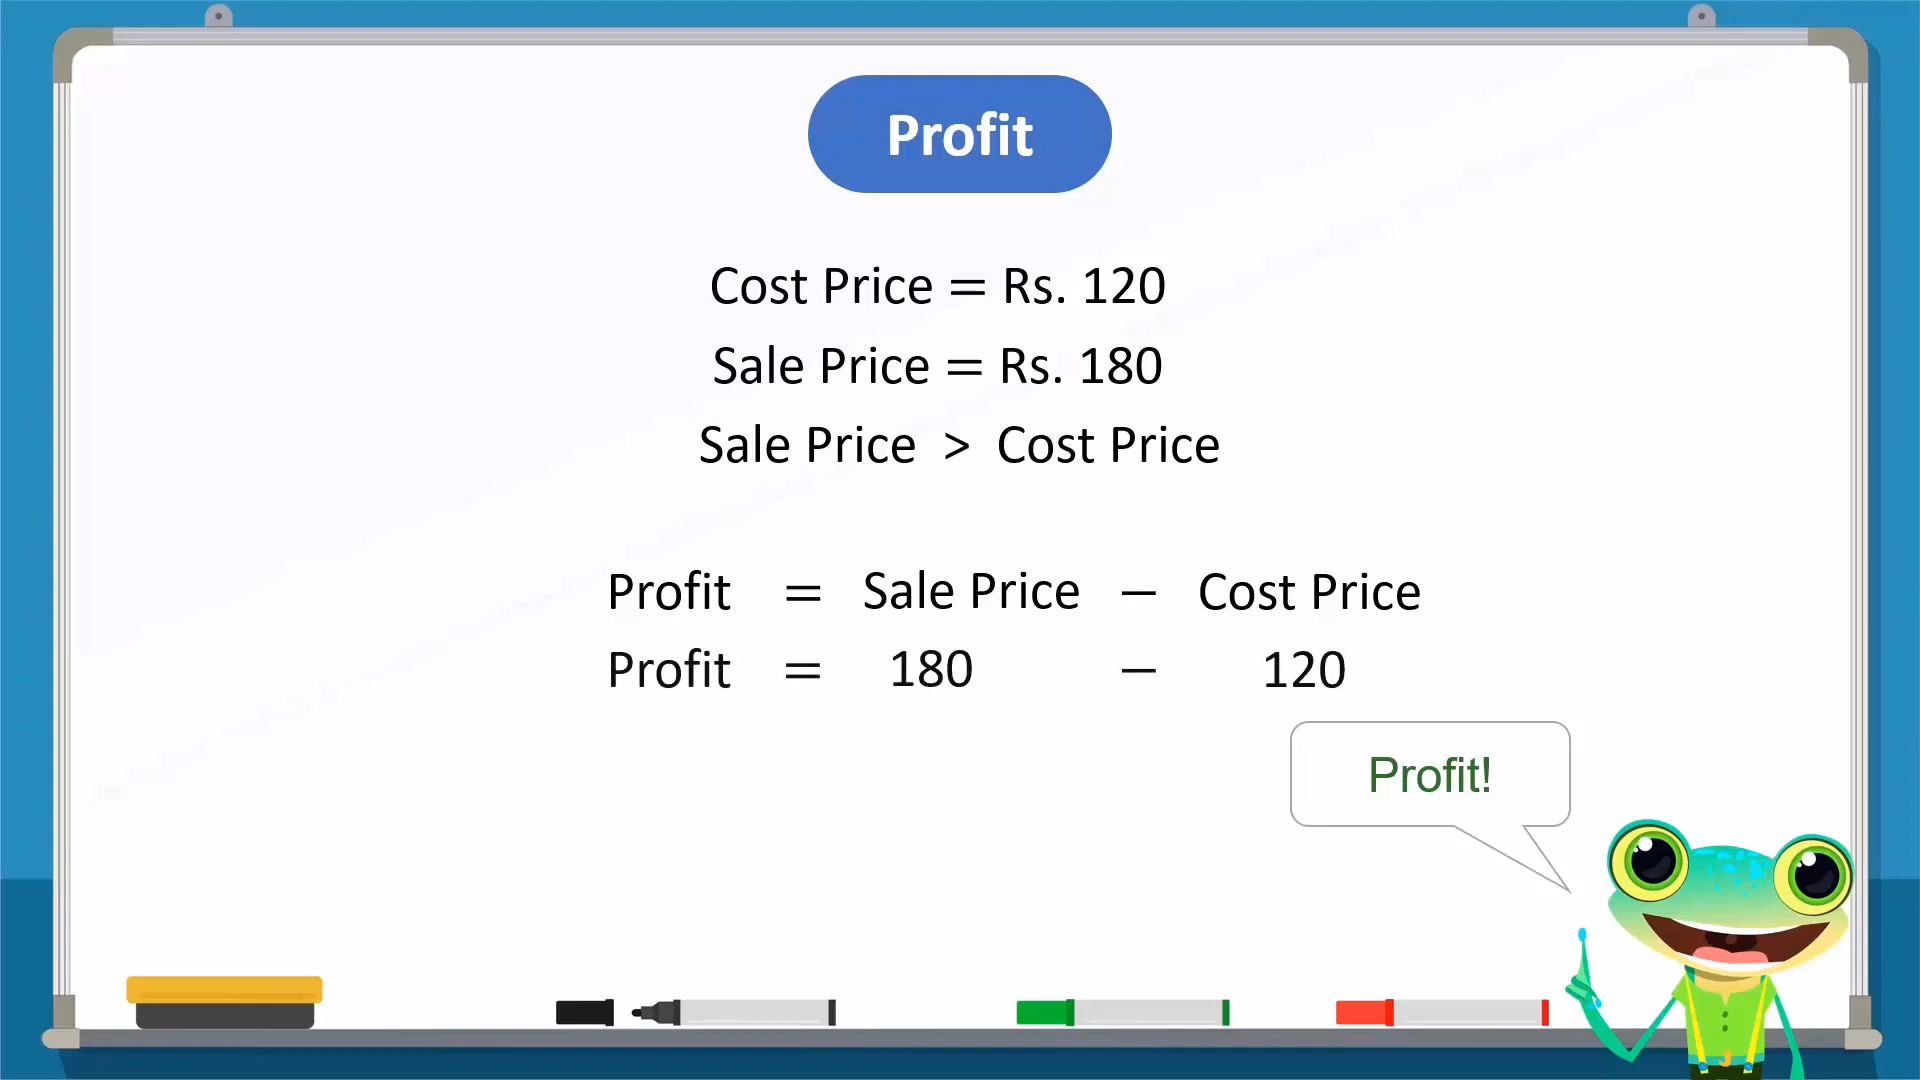 Profit
Cost Price = Rs. 120
Sale Price = Rs. 180
Sale Price > Cost Price
Profit = Sale Price − Cost Price
Profit = 180 − 120
Profit!